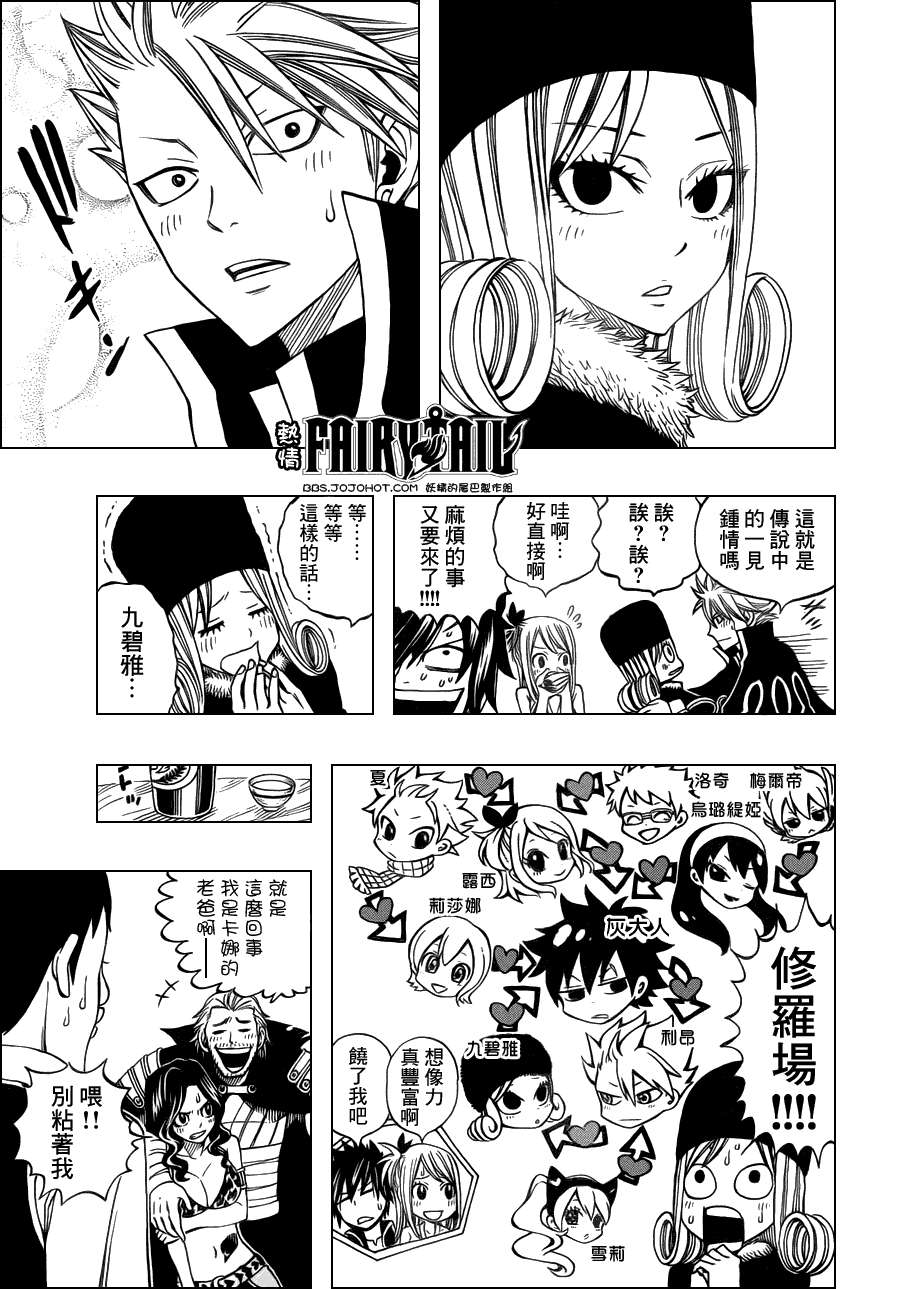 ドキ
熱情
FAIRY TAIL
BBS.JOJOHOT.COM 妖精的尾巴製作組
這就是
傳說中
的一見
鍾情嗎
誒?
誒?誒?
哇啊…
好直接啊
麻煩的事
又要來了!!!!
等……
等等
這樣的話…
九碧雅…
修羅場!!!!
洛奇
梅爾帝
烏璐緹婭
夏
露西
莉莎娜
灰大人
九碧雅
利昂
雪莉
想像力
真豐富啊
饒了我吧
トッ
就是
這麼回事
我是卡娜的
老爸啊—
喂!!
別粘著我